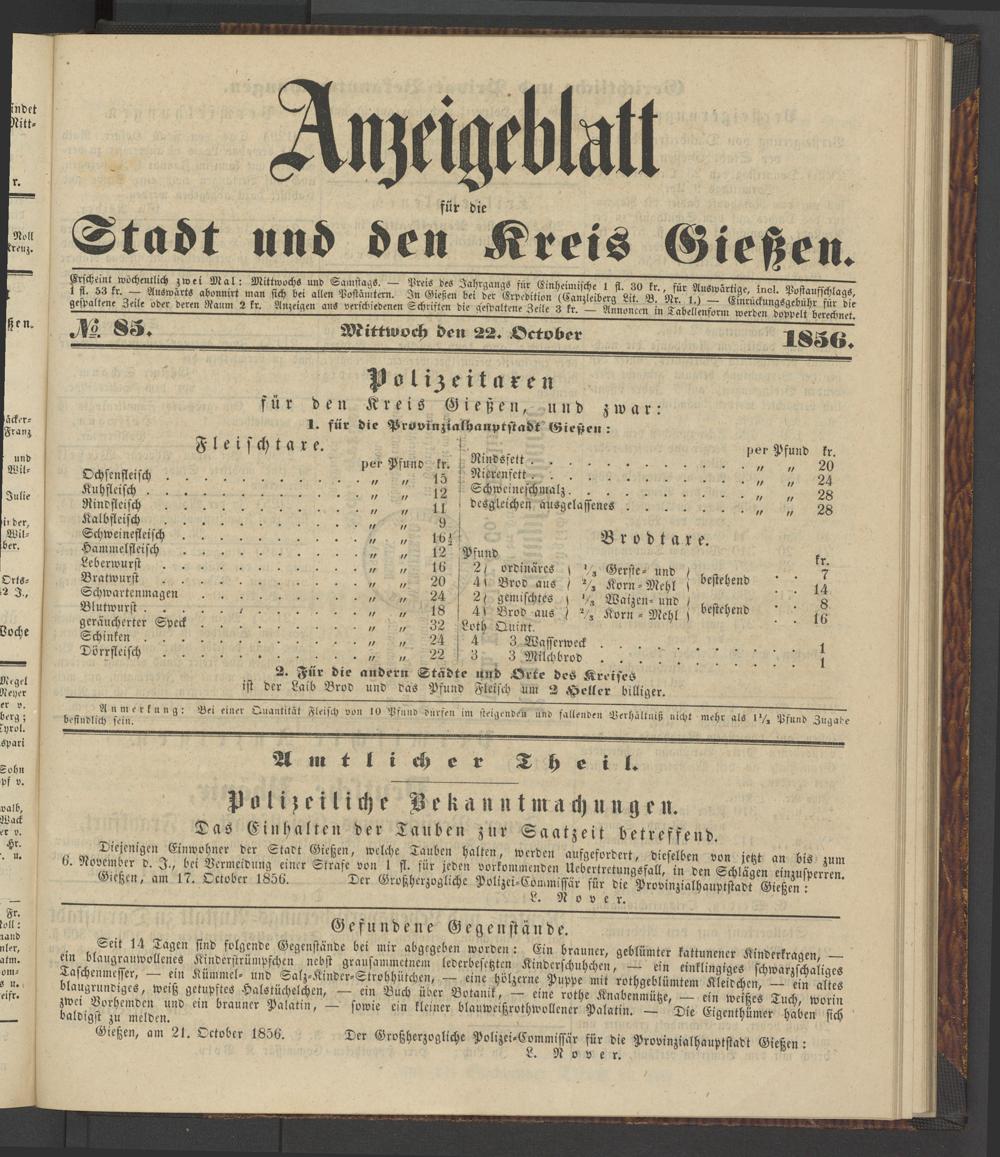 Anzeigeblatt
für die
Stadt und den Kreis Gießen.
Erscheint wöchentlich zwei Mal: Mittwochs und Samstags. — Preis des Jahrgangs für Einheimische 1 fl. 30 kr., für Auswärtige, incl. Postaufschlags,
1 fl. 53 kr. — Auswärts abonnirt man sich bei allen Postämtern. In Gießen bei der Expedition (Canzleiberg Lit. B. Nr. 1.) — Einrückungsgebühr für die
gespaltene Zeile oder deren Raum 2 kr. Anzeigen aus verschiedenen Schriften die gespaltene Zeile 3 kr. — Annoncen in Tabellenform werden doppelt berechnet.
№ 85. Mittwoch den 22. October 1856.
Polizeitaxen
für den Kreis Gießen, und zwar:
1. für die Provinzialhauptstadt Gießen:
Fleischtaxe.
per Pfund kr.
Ochsenfleisch . . . „ „ 15
Kuhfleisch . . . „ „ 12
Rindfleisch . . . „ „ 11
Kalbfleisch . . . „ „ 9
Schweinefleisch . . . „ „ 16½
Hammelfleisch . . . „ „ 12
Leberwurst . . . „ „ 16
Bratwurst . . . „ „ 20
Schwartenmagen . . . „ „ 24
Blutwurst . . . „ „ 18
geräucherter Speck . . . „ „ 32
Schinken . . . „ „ 24
Dörrfleisch . . . „ „ 22
per Pfund kr.
Rindsfett . . . „ „ 20
Nierenfett . . . „ „ 24
Schweineschmalz . . . „ „ 28
desgleichen ausgelassenes . . . „ „ 28
Brodtaxe.
Pfund kr.
2 } ordinäres { 1/3 Gerste- und } bestehend . . 7
4 } Brod aus { 2/3 Korn-Mehl } 14
2 } gemischtes { 1/3 Waizen- und } bestehend . . 8
4 } Brod aus { 2/3 Korn-Mehl } 16
Loth Quint.
4 3 Wasserweck . . . 1
3 3 Milchbrod . . . 1
2. Für die andern Städte und Orte des Kreises
ist der Laib Brod und das Pfund Fleisch um 2 Heller billiger.
Anmerkung: Bei einer Quantität Fleisch von 10 Pfund dürfen im steigenden und fallenden Verhältniß nicht mehr als 1½ Pfund Zugabe
befindlich sein.
Amtlicher Theil.
Polizeiliche Bekanntmachungen.
Das Einhalten der Tauben zur Saatzeit betreffend.
Diejenigen Einwohner der Stadt Gießen, welche Tauben halten, werden aufgefordert, dieselben von jetzt an bis zum
6. November d. J., bei Vermeidung einer Strafe von 1 fl. für jeden vorkommenden Uebertretungsfall, in den Schlägen einzusperren.
Gießen, am 17. October 1856. Der Großherzogliche Polizei-Commissär für die Provinzialhauptstadt Gießen:
L. Nover.
Gefundene Gegenstände.
Seit 14 Tagen sind folgende Gegenstände bei mir abgegeben worden: Ein brauner, geblümter kattunener Kinderkragen, —
ein blaugrauwollenes Kinderstrümpfchen nebst grausammetnem lederbesetzten Kinderschuhchen, — ein einklingiges schwarzschaliges
Taschenmesser, — ein Kümmel- und Salz-Kinder-Strohhütchen, — eine hölzerne Puppe mit rothgeblümtem Kleidchen, — ein altes
blaugrundiges, weiß getupftes Halstüchelchen, — ein Buch über Botanik, — eine rothe Knabenmütze, — ein weißes Tuch, worin
zwei Vorhemden und ein brauner Palatin, — sowie ein kleiner blauweißrothwollener Palatin. — Die Eigenthümer haben sich
baldigst zu melden.
Gießen, am 21. October 1856. Der Großherzogliche Polizei-Commissär für die Provinzialhauptstadt Gießen:
L. Nover.